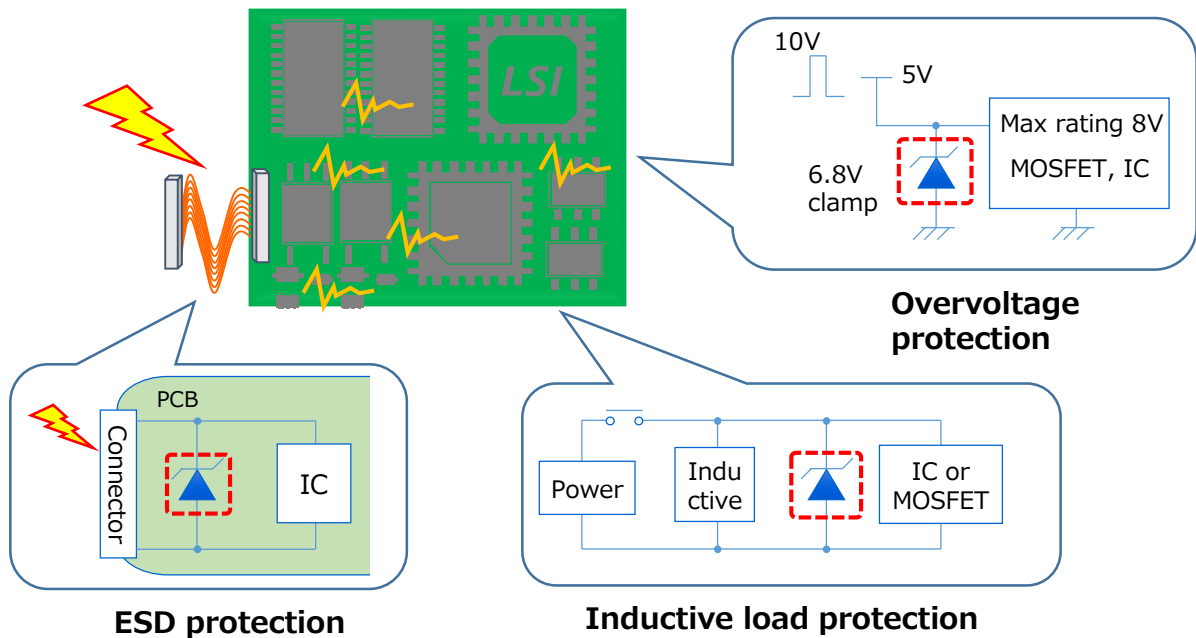 LSI
10V
5V
Max rating 8V
MOSFET, IC
6.8V
clamp
Overvoltage
protection
PCB
Connector
IC
ESD protection
Power
Indu
ctive
IC or
MOSFET
Inductive load protection